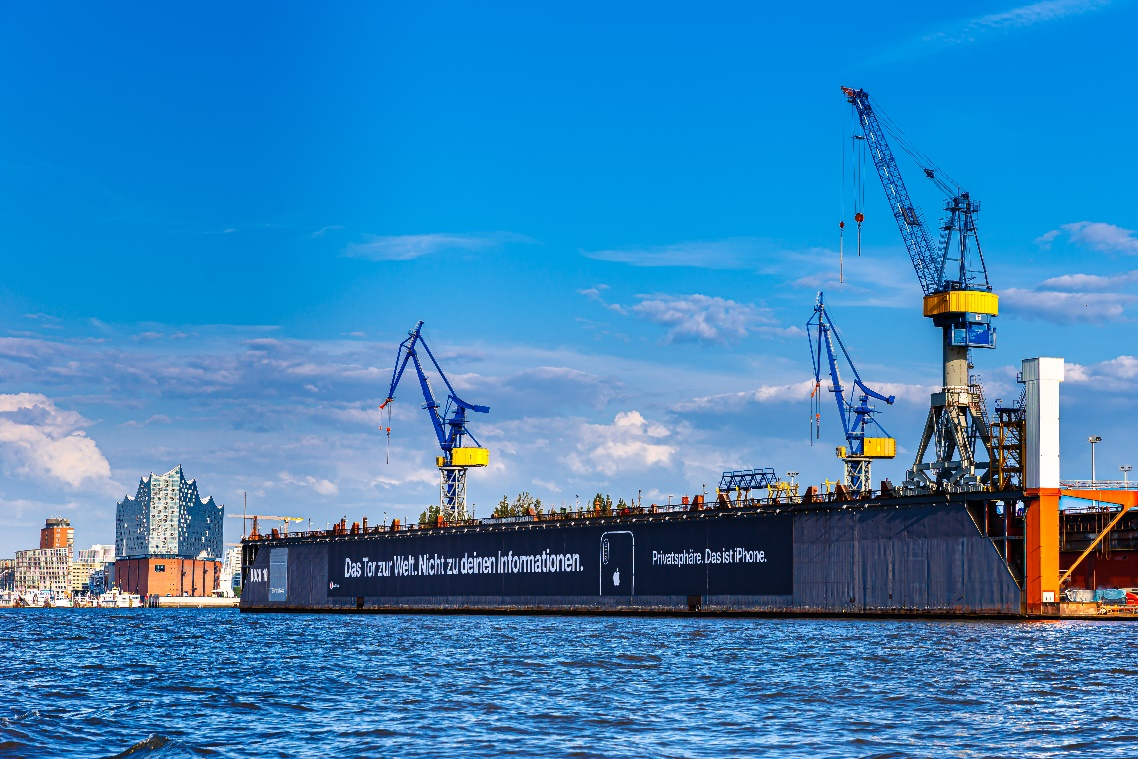 Das Tor zur Welt. Nicht zu deinen Informationen.
Privatsphäre. Das ist iPhone.